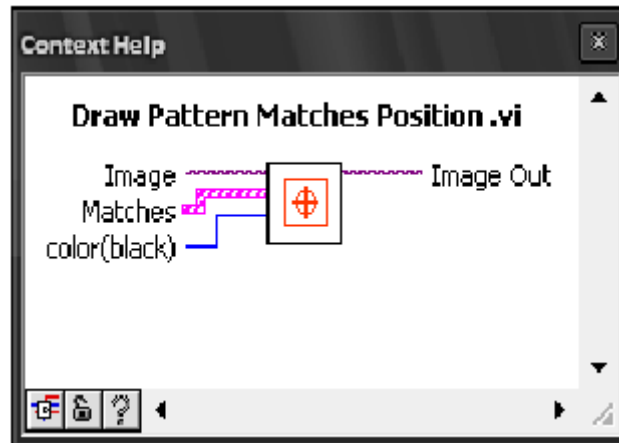 Context Help
Draw Pattern Matches Position .vi
Image
Image Out
Matches
color(black)
?